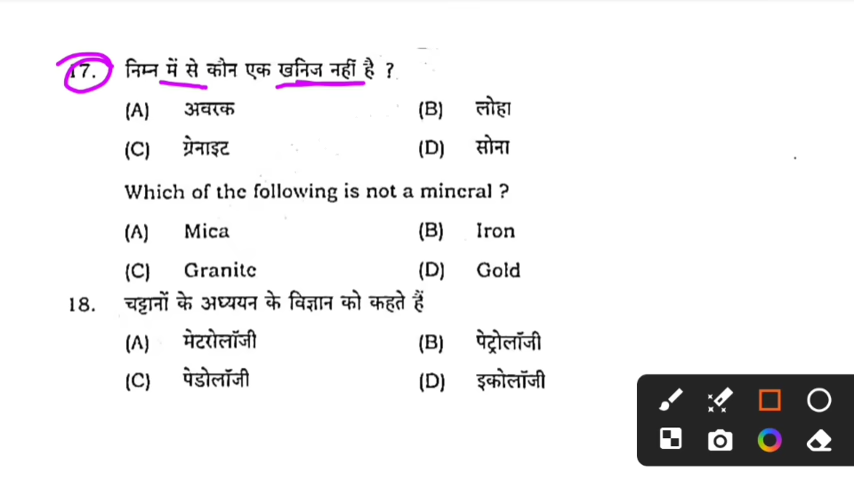 17. निम्न में से कौन एक खनिज नहीं है ?
(A) अवरक (B) लोहा
(C) ग्रेनाइट (D) सोना
Which of the following is not a mineral ?
(A) Mica (B) Iron
(C) Granite (D) Gold
18. चट्टानों के अध्ययन के विज्ञान को कहते हैं
(A) मेटरोलॉजी (B) पेट्रोलॉजी
(C) पेडोलॉजी (D) इकोलॉजी